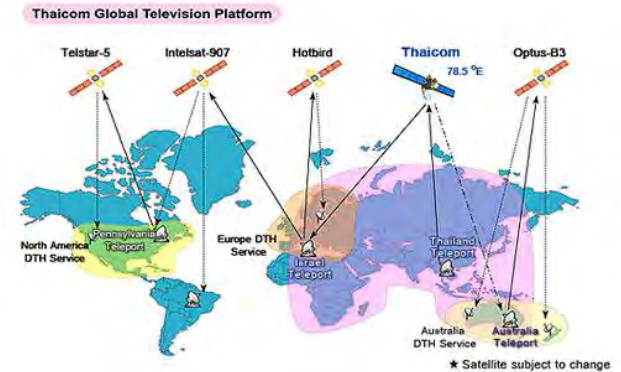 Thaicom Global Television Platform
Telstar-5
Intelsat-907
Hotbird
Thaicom
Optus-B3
78.5 °E
North America
DTH Service
Pennsylvania
Teleport
Europe DTH
Service
Israel
Teleport
Thailand
Teleport
Australia
DTH Service
Australia
Teleport
★ Satellite subject to change